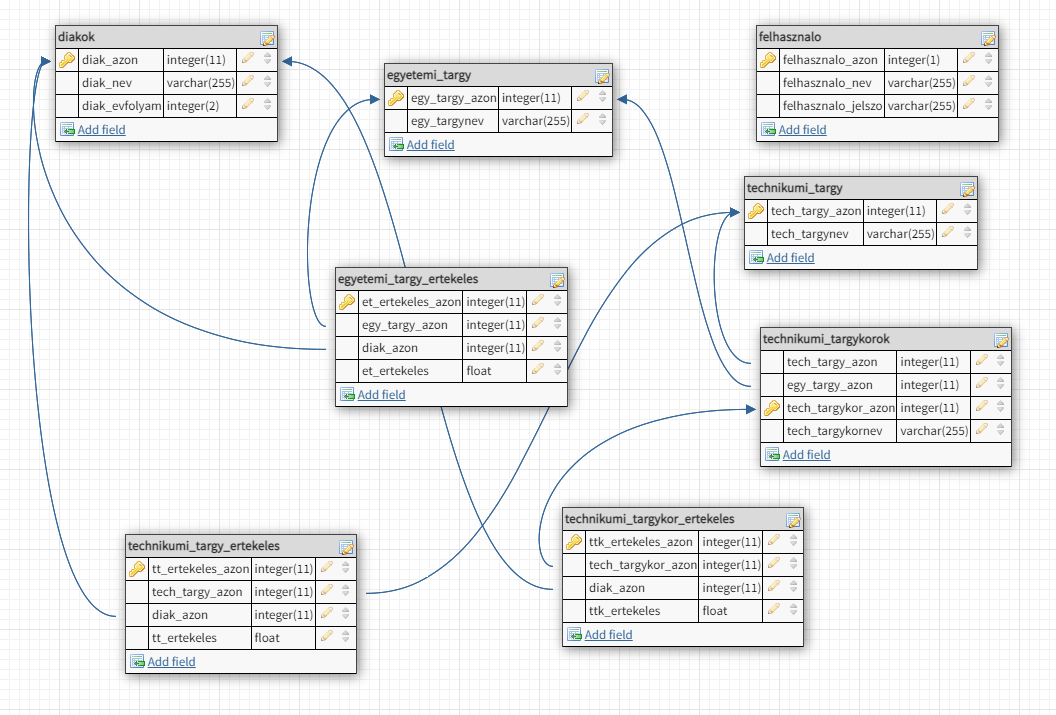 diakok
diak_azon integer(11)
diak_nev varchar(255)
diak_evfolyam integer(2)
Add field
egyetemi_targy
egy_targy_azon integer(11)
egy_targynev varchar(255)
Add field
felhasznalo
felhasznalo_azon integer(1)
felhasznalo_nev varchar(255)
felhasznalo_jelszo varchar(255)
Add field
technikumi_targy
tech_targy_azon integer(11)
tech_targynev varchar(255)
Add field
egyetemi_targy_ertekeles
et_ertekeles_azon integer(11)
egy_targy_azon integer(11)
diak_azon integer(11)
et_ertekeles float
Add field
technikumi_targykorok
tech_targy_azon integer(11)
egy_targy_azon integer(11)
tech_targykor_azon integer(11)
tech_targykornev varchar(255)
Add field
technikumi_targy_ertekeles
tt_ertekeles_azon integer(11)
tech_targy_azon integer(11)
diak_azon integer(11)
tt_ertekeles float
Add field
technikumi_targykor_ertekeles
ttk_ertekeles_azon integer(11)
tech_targykor_azon integer(11)
diak_azon integer(11)
ttk_ertekeles float
Add field